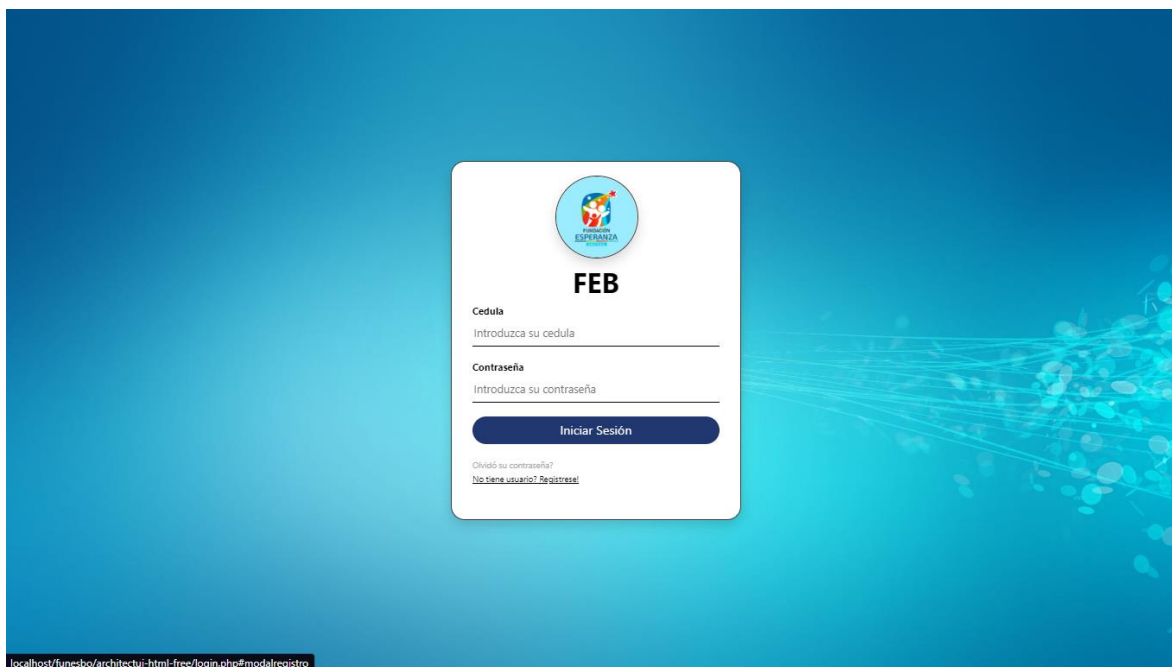 FUNDACIÓN
ESPERANZA
FEB
Cedula
Introduzca su cedula
Contraseña
Introduzca su contraseña
Iniciar Sesión
Olvidó su contraseña?
No tiene usuario? Registrese!
localhost/funesbo/architectui-html-free/login.php#modalregistro